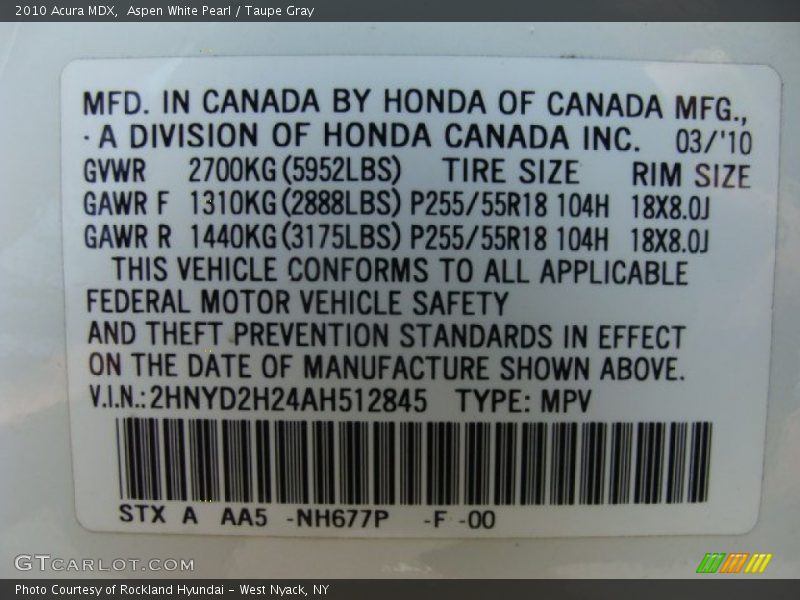 2010 Acura MDX, Aspen White Pearl / Taupe Gray
MFD. IN CANADA BY HONDA OF CANADA MFG.,
· A DIVISION OF HONDA CANADA INC. 03/'10
GVWR 2700KG(5952LBS) TIRE SIZE RIM SIZE
GAWR F 1310KG(2888LBS) P255/55R18 104H 18X8.0J
GAWR R 1440KG(3175LBS) P255/55R18 104H 18X8.0J
THIS VEHICLE CONFORMS TO ALL APPLICABLE
FEDERAL MOTOR VEHICLE SAFETY
AND THEFT PREVENTION STANDARDS IN EFFECT
ON THE DATE OF MANUFACTURE SHOWN ABOVE.
V.I.N.:2HNYD2H24AH512845 TYPE: MPV
STX A AA5 -NH677P -F -00
GTCARLOT.COM
Photo Courtesy of Rockland Hyundai - West Nyack, NY